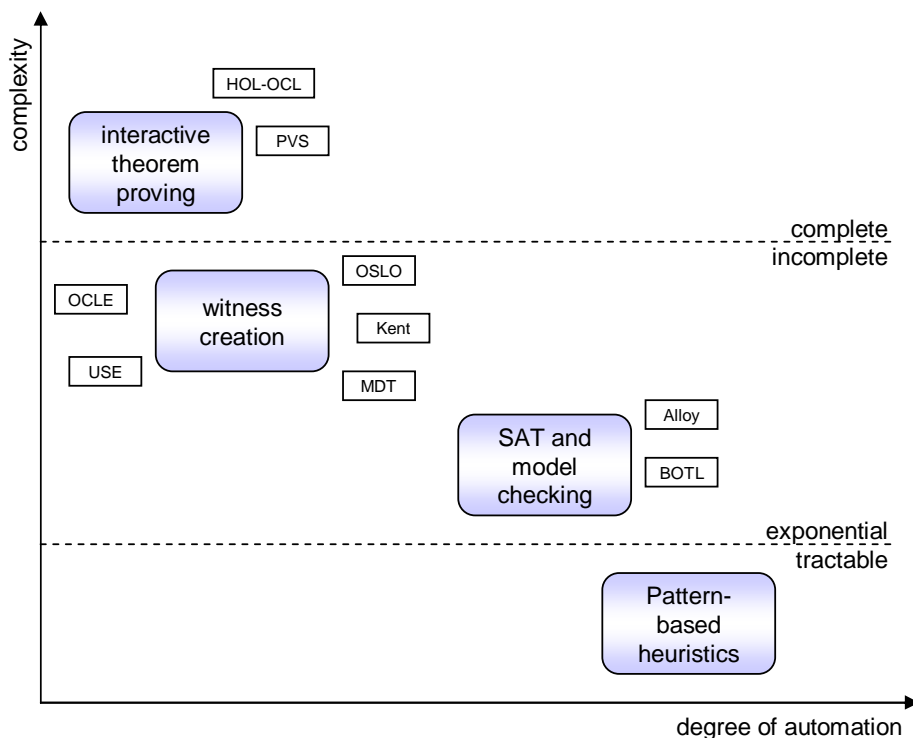 complexity
HOL-OCL
interactive
theorem
proving
PVS
complete
incomplete
OSLO
OCLE
witness
creation
Kent
USE
MDT
Alloy
SAT and
model
checking
BOTL
exponential
tractable
Pattern-
based
heuristics
degree of automation